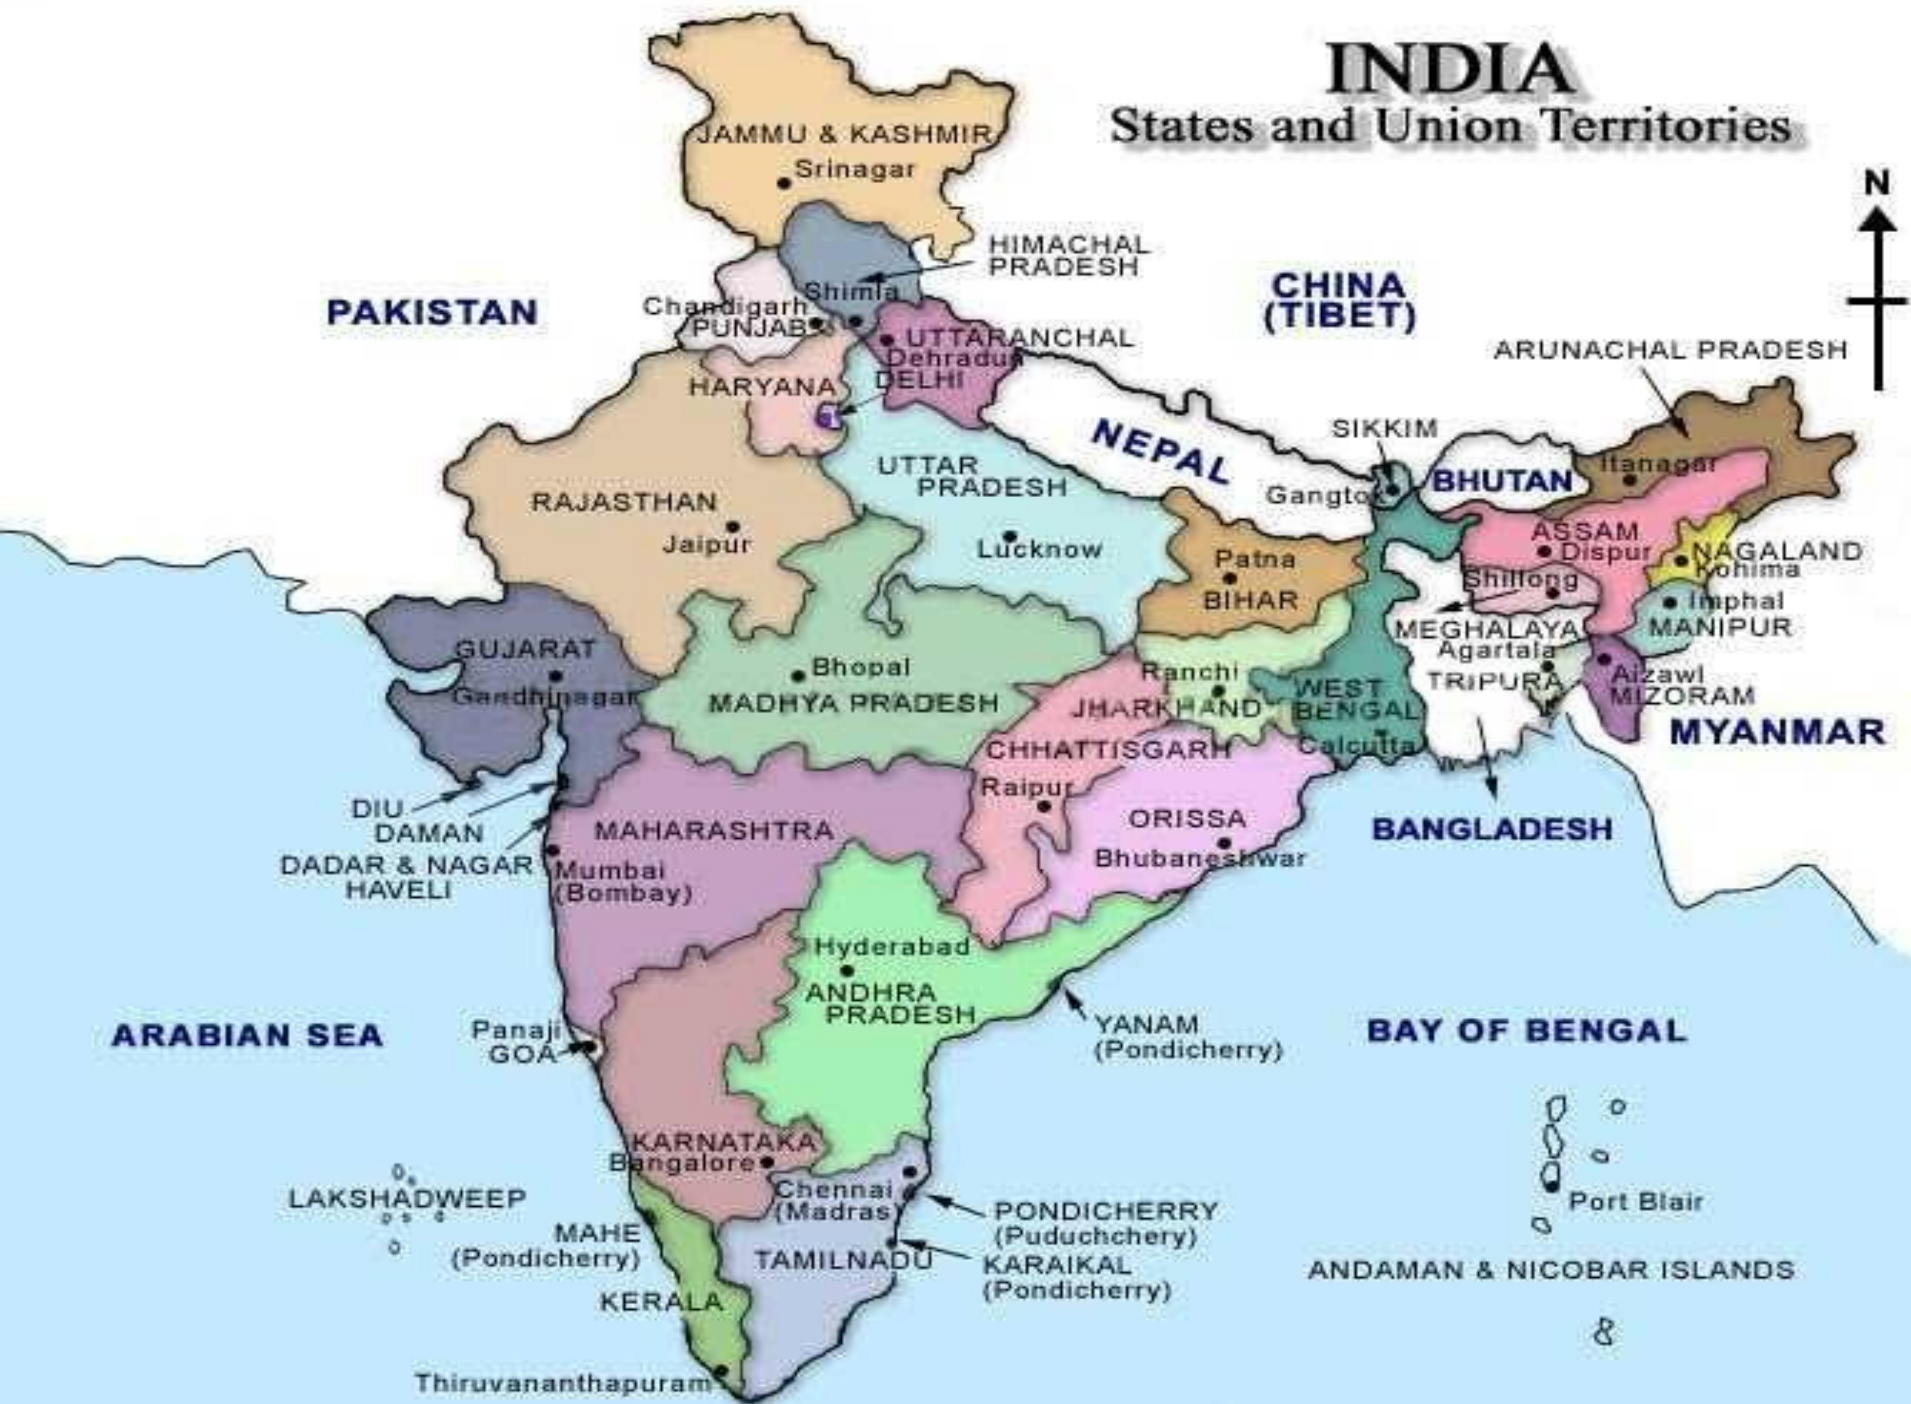 INDIA
States and Union Territories
N
JAMMU & KASHMIR
Srinagar
HIMACHAL
PRADESH
Shimla
PAKISTAN
CHINA
(TIBET)
Chandigarh
PUNJAB
UTTARANCHAL
Dehradun
DELHI
HARYANA
ARUNACHAL PRADESH
SIKKIM
NEPAL
Gangtok
BHUTAN
Itanagar
UTTAR
PRADESH
Lucknow
RAJASTHAN
Jaipur
ASSAM
Dispur
NAGALAND
Kohima
Patna
BIHAR
Shillong
MEGHALAYA
Imphal
MANIPUR
Agartala
TRIPURA
Aizawl
MIZORAM
MYANMAR
GUJARAT
Gandhinagar
Bhopal
MADHYA PRADESH
Ranchi
JHARKHAND
WEST
BENGAL
Calcutta
CHHATTISGARH
Raipur
DIU
DAMAN
DADAR & NAGAR
HAVELI
MAHARASHTRA
Mumbai
(Bombay)
ORISSA
Bhubaneshwar
BANGLADESH
Hyderabad
ANDHRA
PRADESH
YANAM
(Pondicherry)
ARABIAN SEA
Panaji
GOA
BAY OF BENGAL
KARNATAKA
Bangalore
Chennai
(Madras)
LAKSHADWEEP
MAHE
(Pondicherry)
TAMILNADU
PONDICHERRY
(Puduchchery)
KARAIKAL
(Pondicherry)
Port Blair
ANDAMAN & NICOBAR ISLANDS
KERALA
Thiruvananthapuram